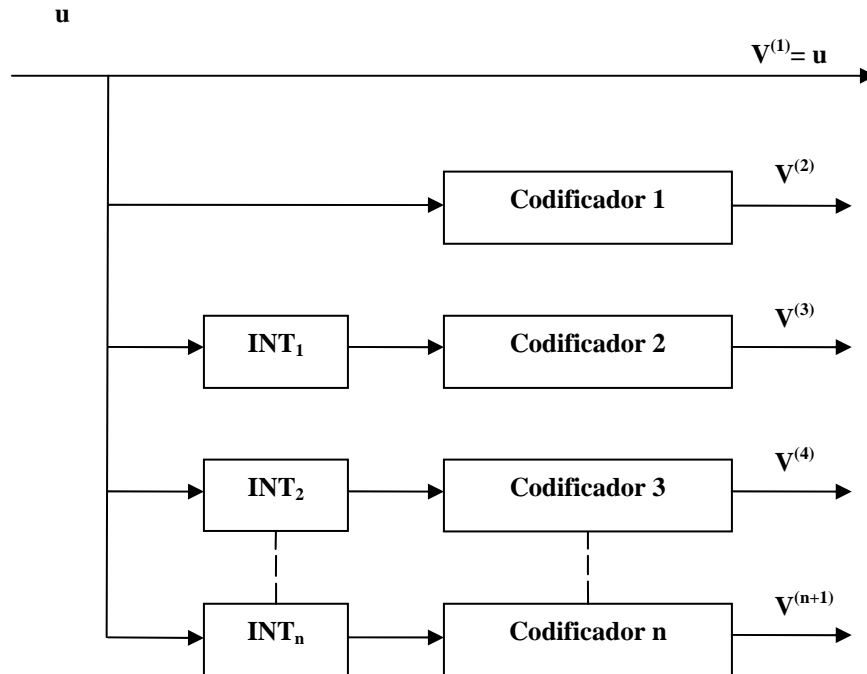 u
V⁽¹⁾= u
V⁽²⁾
Codificador 1
V⁽³⁾
INT₁
Codificador 2
V⁽⁴⁾
INT₂
Codificador 3
V⁽ⁿ⁺¹⁾
INTₙ
Codificador n